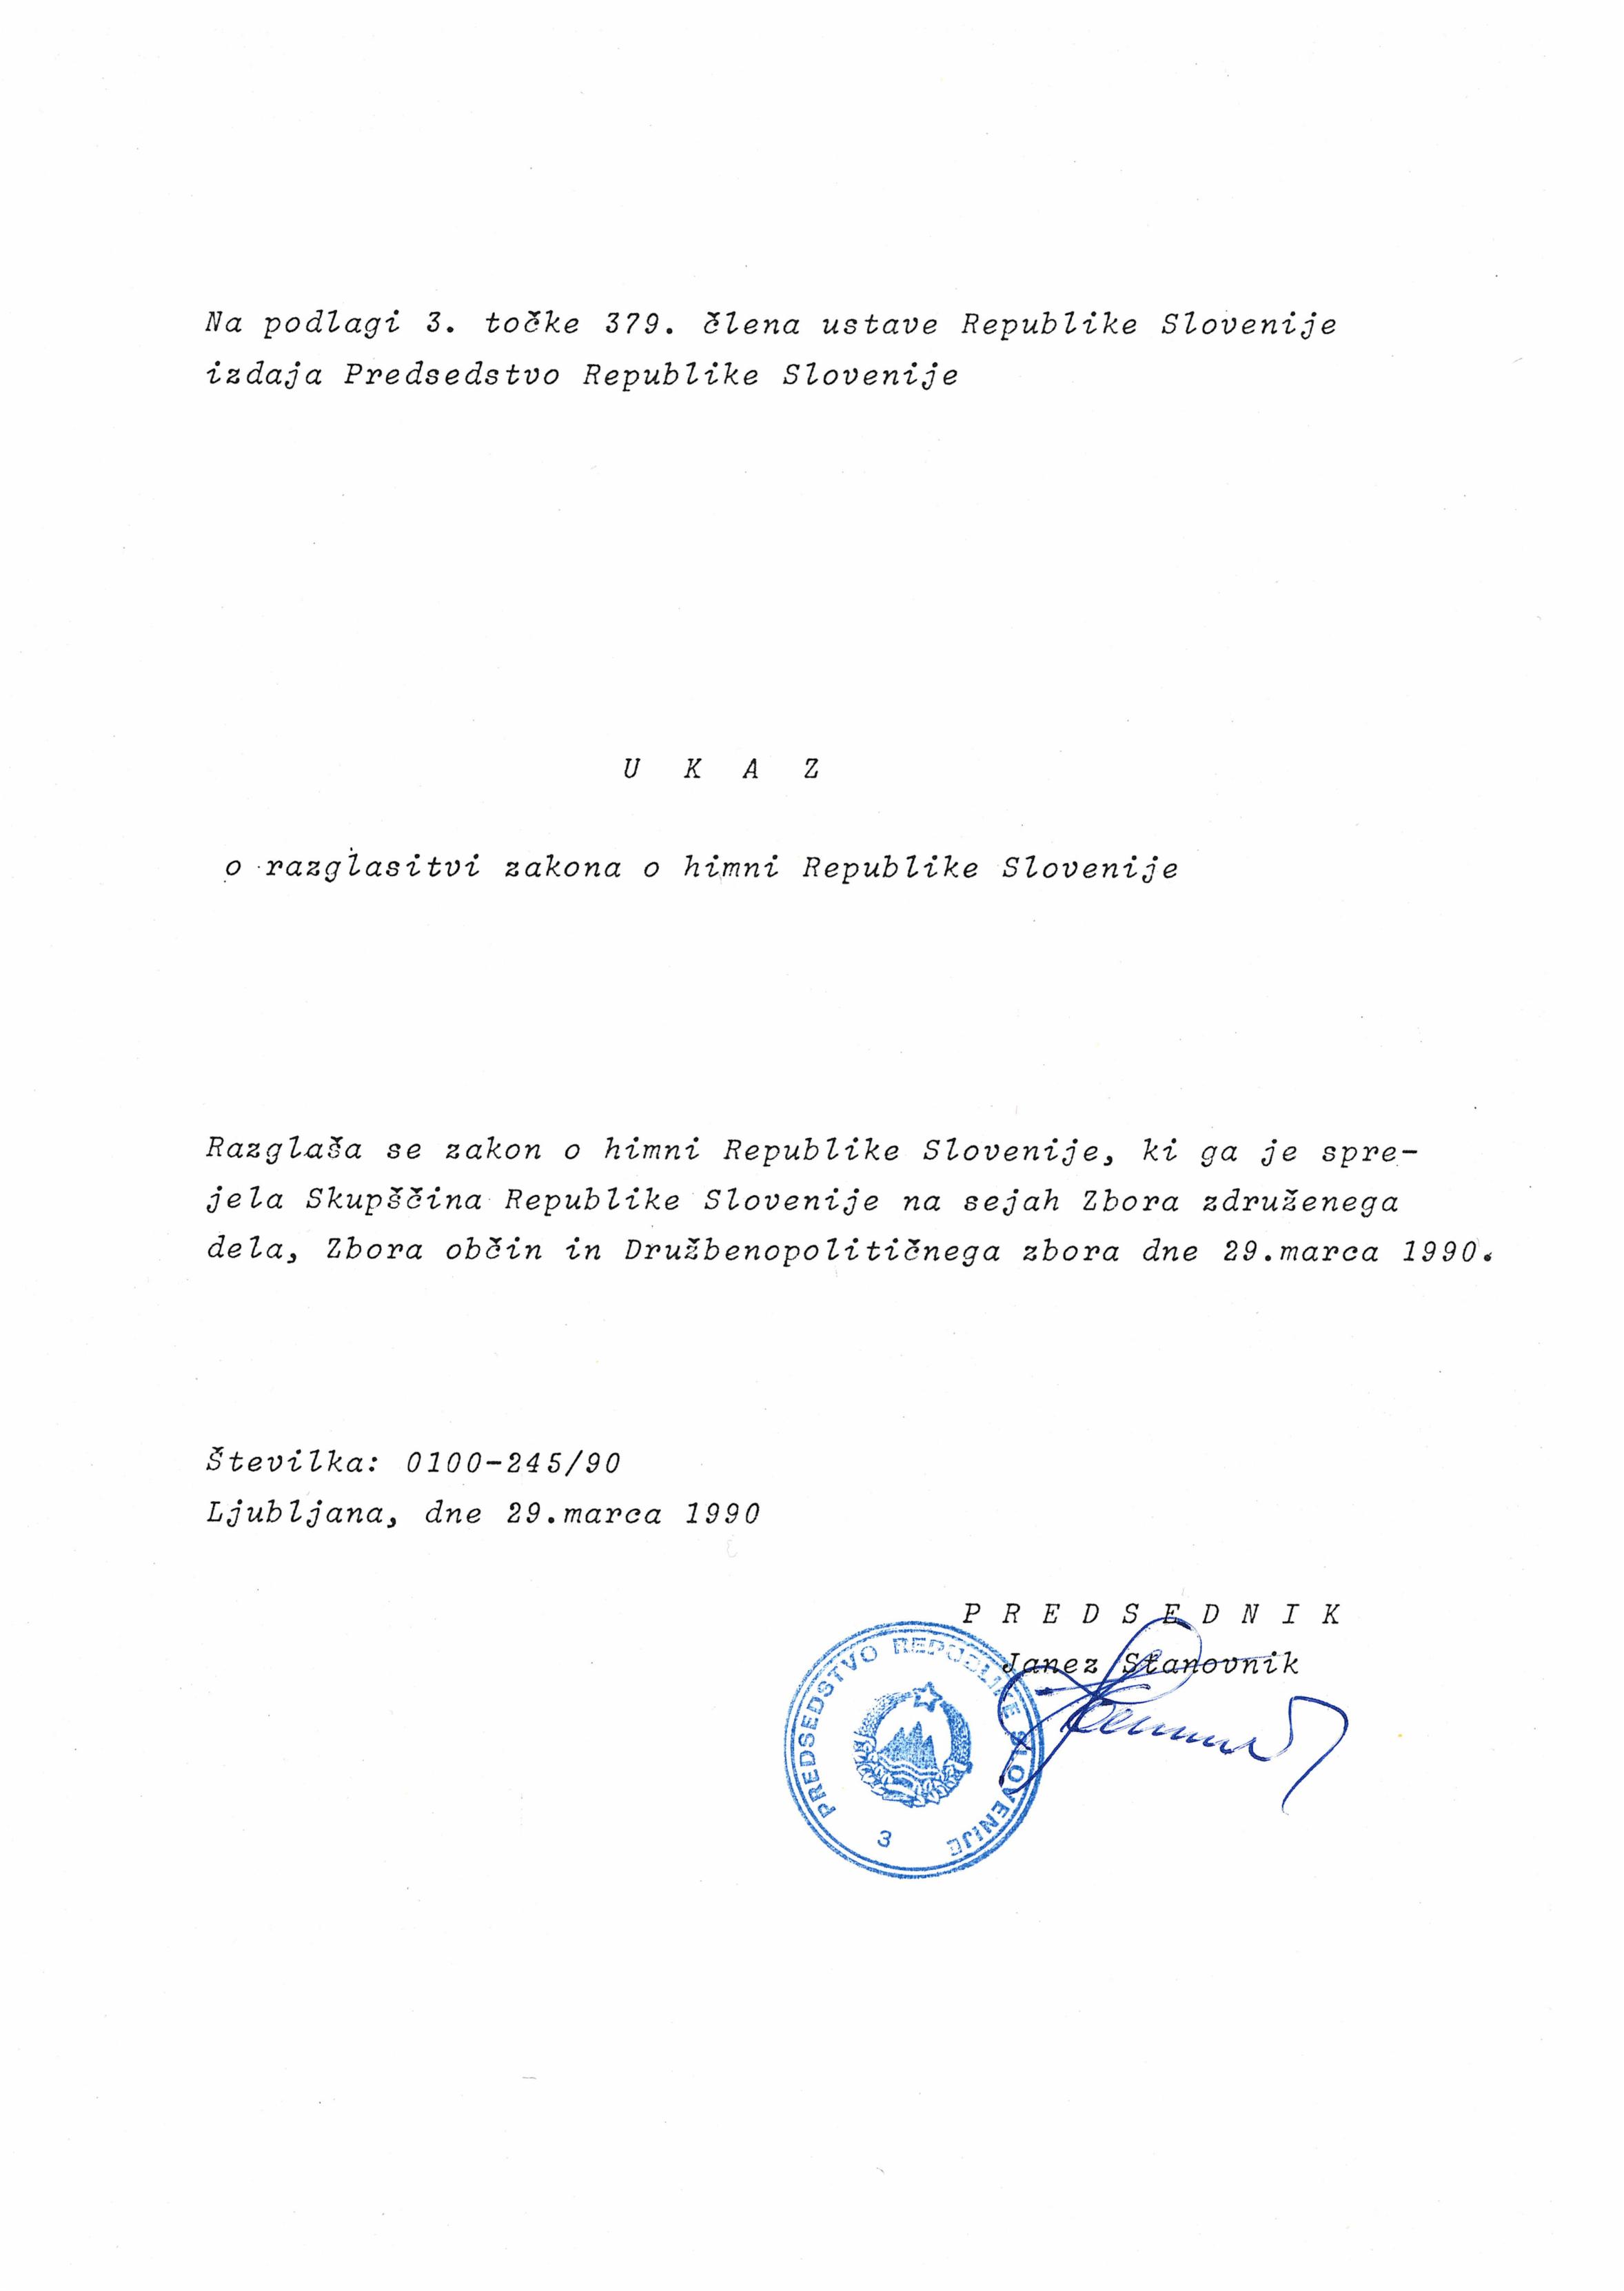 Na podlagi 3. točke 379. člena ustave Republike Slovenije
izdaja Predsedstvo Republike Slovenije
U K A Z
o razglasitvi zakona o himni Republike Slovenije
Razglaša se zakon o himni Republike Slovenije, ki ga je spre-
jela Skupščina Republike Slovenije na sejah Zbora združenega
dela, Zbora občin in Družbenopolitičnega zbora dne 29.marca 1990.
Številka: 0100-245/90
Ljubljana, dne 29.marca 1990
P R E D S E D N I K
Janez Stanovnik
PREDSEDSTVO REPUBLIKE SLOVENIJE
3